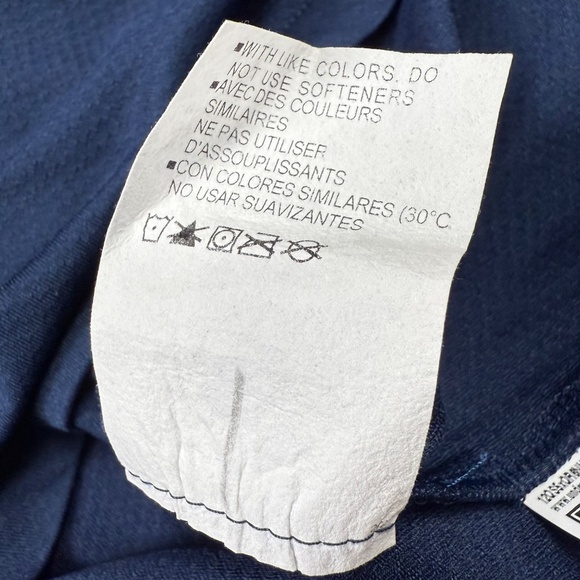 ▪WITH LIKE COLORS. DO
NOT USE SOFTENERS
▪AVEC DES COULEURS
SIMILAIRES
NE PAS UTILISER
D'ASSOUPLISSANTS
▪CON COLORES SIMILARES (30°C
NO USAR SUAVIZANTES